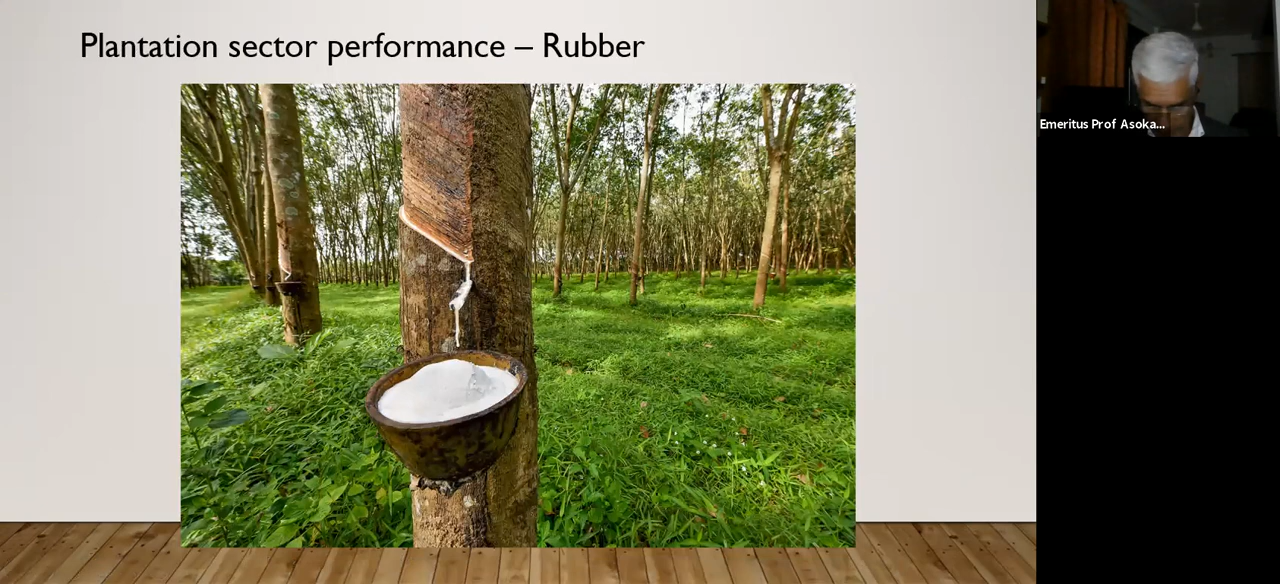 Plantation sector performance – Rubber
Emeritus Prof Asoka...